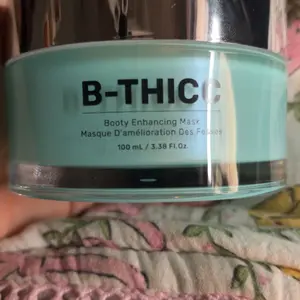 B-THICC
Booty Enhancing Mask
Masque D'amélioration Des Fesses
100 mL / 3.38 Fl.Oz